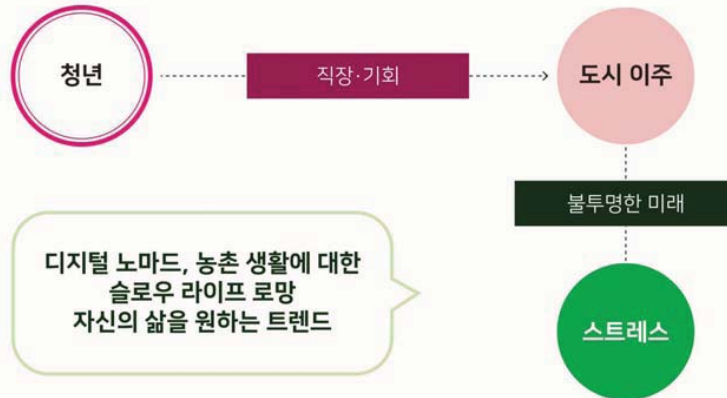 청년
직장·기회
도시 이주
불투명한 미래
디지털 노마드, 농촌 생활에 대한
슬로우 라이프 로망
자신의 삶을 원하는 트렌드
스트레스